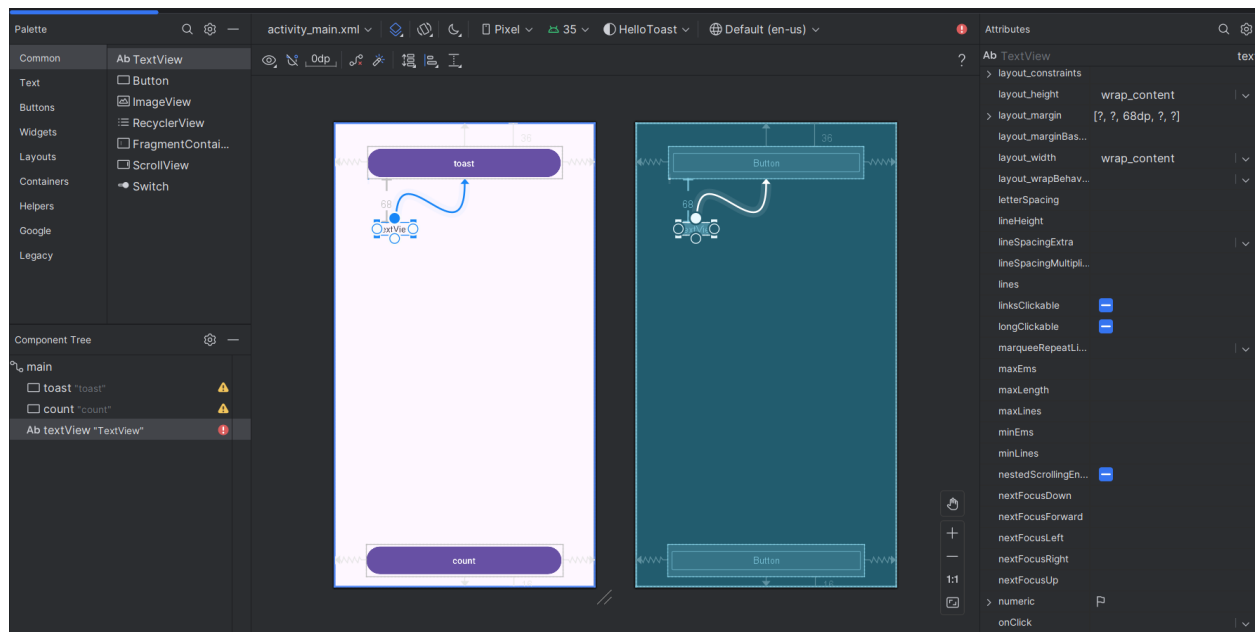 Palette
activity_main.xml
Pixel
35
HelloToast
Default (en-us)
Attributes
Common
Text
Buttons
Widgets
Layouts
Containers
Helpers
Google
Legacy
Ab TextView
Button
ImageView
RecyclerView
FragmentContai...
ScrollView
Switch
0dp
?
Component Tree
main
toast "toast"
count "count"
Ab textView "TextView"
36
toast
68
count
16
36
Button
68
Button
16
1:1
Ab TextView
tex
layout_constraints
layout_height wrap_content
layout_margin [?, ?, 68dp, ?, ?]
layout_marginBas...
layout_width wrap_content
layout_wrapBehav...
letterSpacing
lineHeight
lineSpacingExtra
lineSpacingMultipli...
lines
linksClickable
longClickable
marqueeRepeatLi...
maxEms
maxLength
maxLines
minEms
minLines
nestedScrollingEn...
nextFocusDown
nextFocusForward
nextFocusLeft
nextFocusRight
nextFocusUp
numeric
onClick